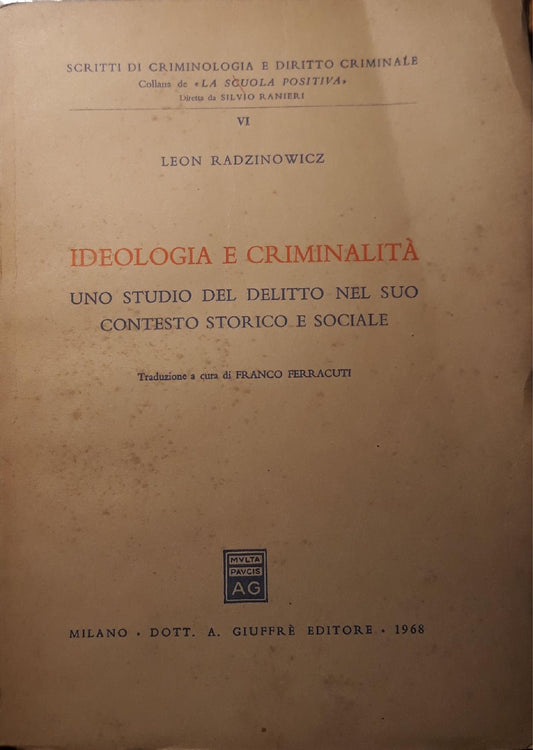 SCRITTI DI CRIMINOLOGIA E DIRITTO CRIMINALE
Collana de «LA SCUOLA POSITIVA»
Diretta da SILVIO RANIERI
VI
LEON RADZINOWICZ
IDEOLOGIA E CRIMINALITÀ
UNO STUDIO DEL DELITTO NEL SUO
CONTESTO STORICO E SOCIALE
Traduzione a cura di FRANCO FERRACUTI
MVLTA
PAVCIS
AG
MILANO · DOTT. A. GIUFFRÈ EDITORE · 1968